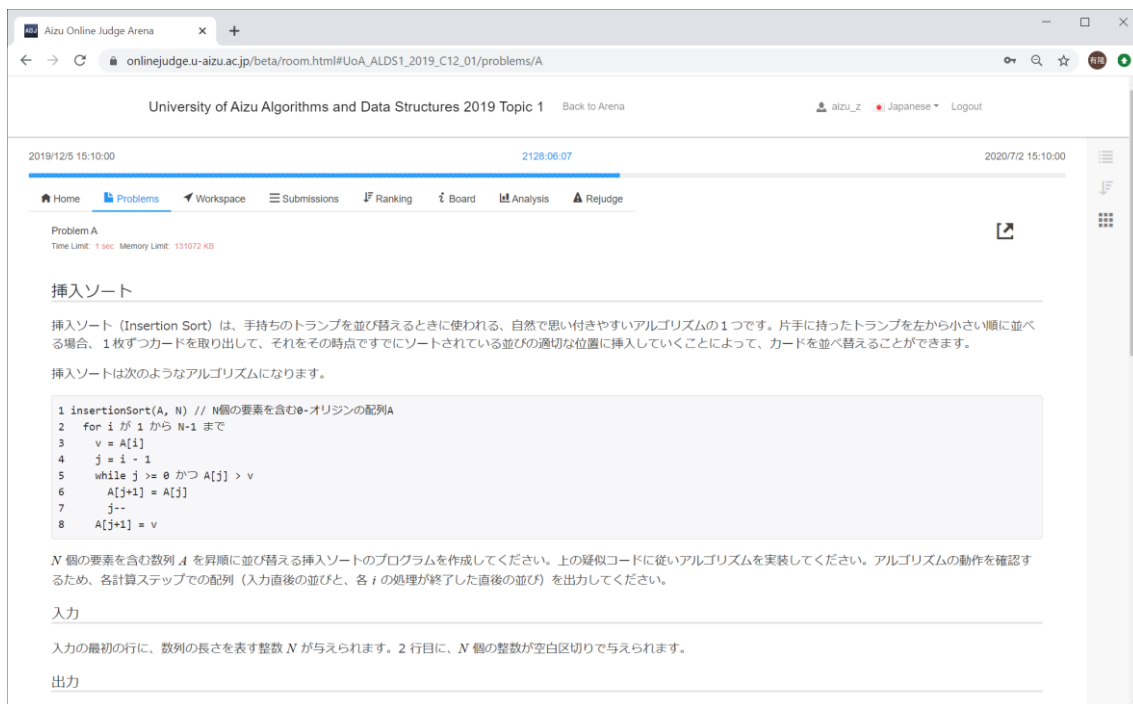 AOJ Aizu Online Judge Arena × +
onlinejudge.u-aizu.ac.jp/beta/room.html#UoA_ALDS1_2019_C12_01/problems/A
有隆
University of Aizu Algorithms and Data Structures 2019 Topic 1 Back to Arena aizu_z Japanese Logout
2019/12/5 15:10:00 2128:06:07 2020/7/2 15:10:00
Home Problems Workspace Submissions Ranking Board Analysis Rejudge
Problem A
Time Limit: 1 sec Memory Limit: 131072 KB
挿入ソート
挿入ソート（Insertion Sort）は、手持ちのトランプを並び替えるときに使われる、自然で思い付きやすいアルゴリズムの１つです。片手に持ったトランプを左から小さい順に並べ
る場合、１枚ずつカードを取り出して、それをその時点ですでにソートされている並びの適切な位置に挿入していくことによって、カードを並べ替えることができます。
挿入ソートは次のようなアルゴリズムになります。
1 insertionSort(A, N) // N個の要素を含む0-オリジンの配列A
2 for i が 1 から N-1 まで
3 v = A[i]
4 j = i - 1
5 while j >= 0 かつ A[j] > v
6 A[j+1] = A[j]
7 j--
8 A[j+1] = v
N 個の要素を含む数列 A を昇順に並び替える挿入ソートのプログラムを作成してください。上の疑似コードに従いアルゴリズムを実装してください。アルゴリズムの動作を確認す
るため、各計算ステップでの配列（入力直後の並びと、各 i の処理が終了した直後の並び）を出力してください。
入力
入力の最初の行に、数列の長さを表す整数 N が与えられます。2 行目に、N 個の整数が空白区切りで与えられます。
出力